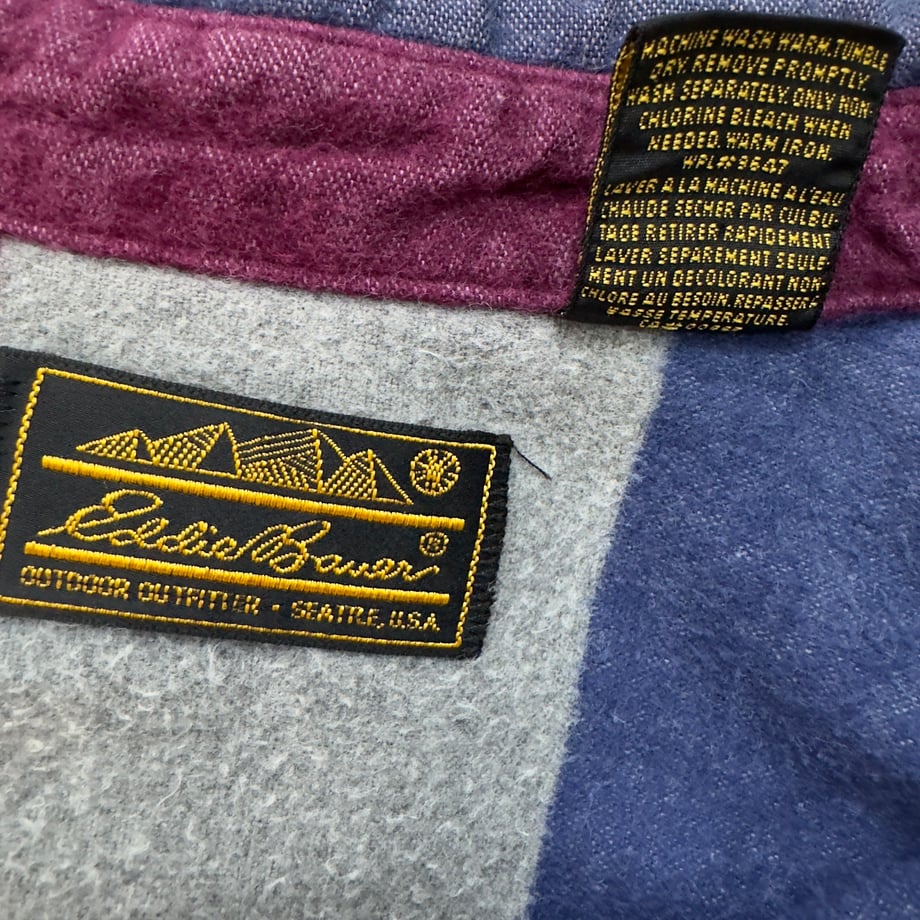 MACHINE WASH WARM. TUMBLE
DRY. REMOVE PROMPTLY.
WASH SEPARATELY. ONLY NON-
CHLORINE BLEACH WHEN
NEEDED. WARM IRON.
WPL# 8647
LAVER A LA MACHINE A L'EAU
CHAUDE SECHER PAR CULBU-
TAGE RETIRER RAPIDEMENT
LAVER SEPAREMENT SEULE
MENT UN DECOLORANT NON
CHLORE AU BESOIN. REPASSER A
BASSE TEMPERATURE.
Eddie Bauer®
OUTDOOR OUTFITTER • SEATTLE, U.S.A.